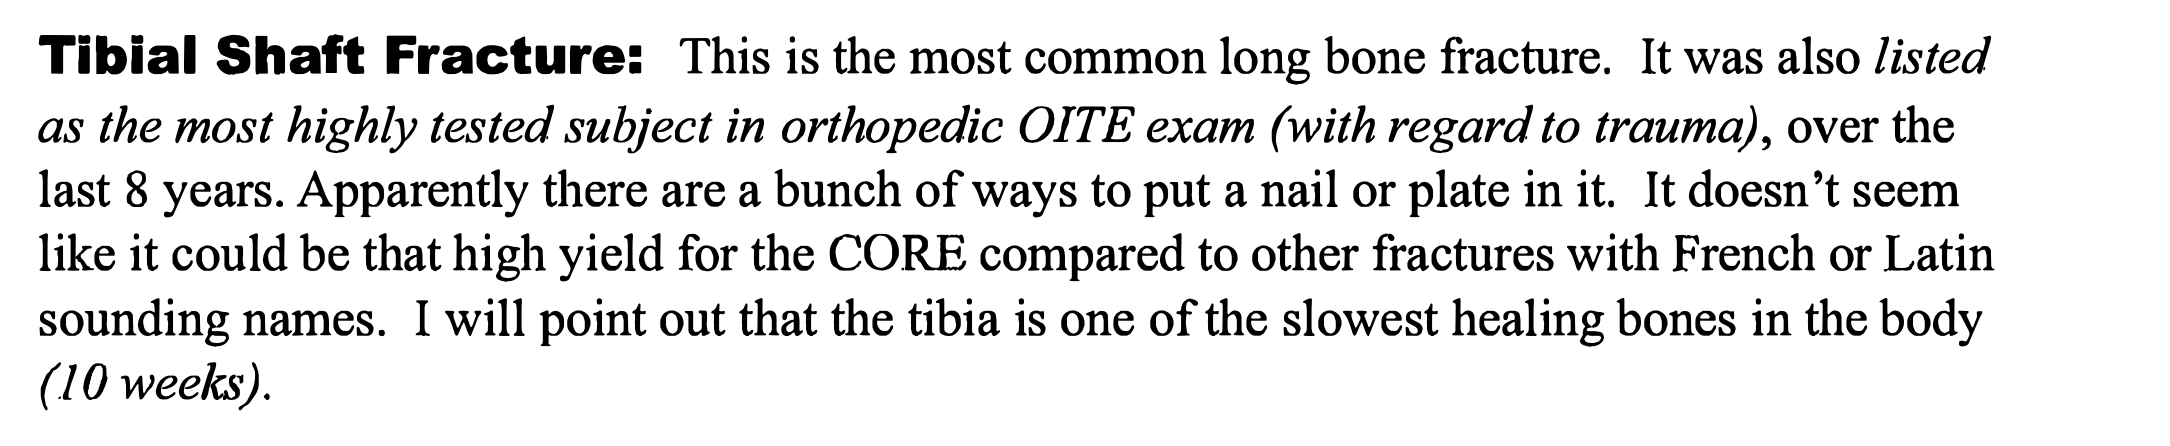 Tibial Shaft Fracture: This is the most common long bone fracture. It was also listed
as the most highly tested subject in orthopedic OITE exam (with regard to trauma), over the
last 8 years. Apparently there are a bunch of ways to put a nail or plate in it. It doesn’t seem
like it could be that high yield for the CORE compared to other fractures with French or Latin
sounding names. I will point out that the tibia is one of the slowest healing bones in the body
(10 weeks).